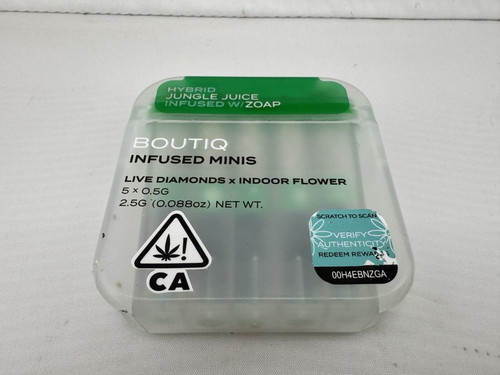 HYBRID
JUNGLE JUICE
INFUSED W/ZOAP
BOUTIQ
INFUSED MINIS
LIVE DIAMONDS x INDOOR FLOWER
5 x 0.5G
2.5G (0.088oz) NET WT.
!
CA
SCRATCH TO SCAN
VERIFY
AUTHENTICITY
REDEEM
00H4EBNZGA